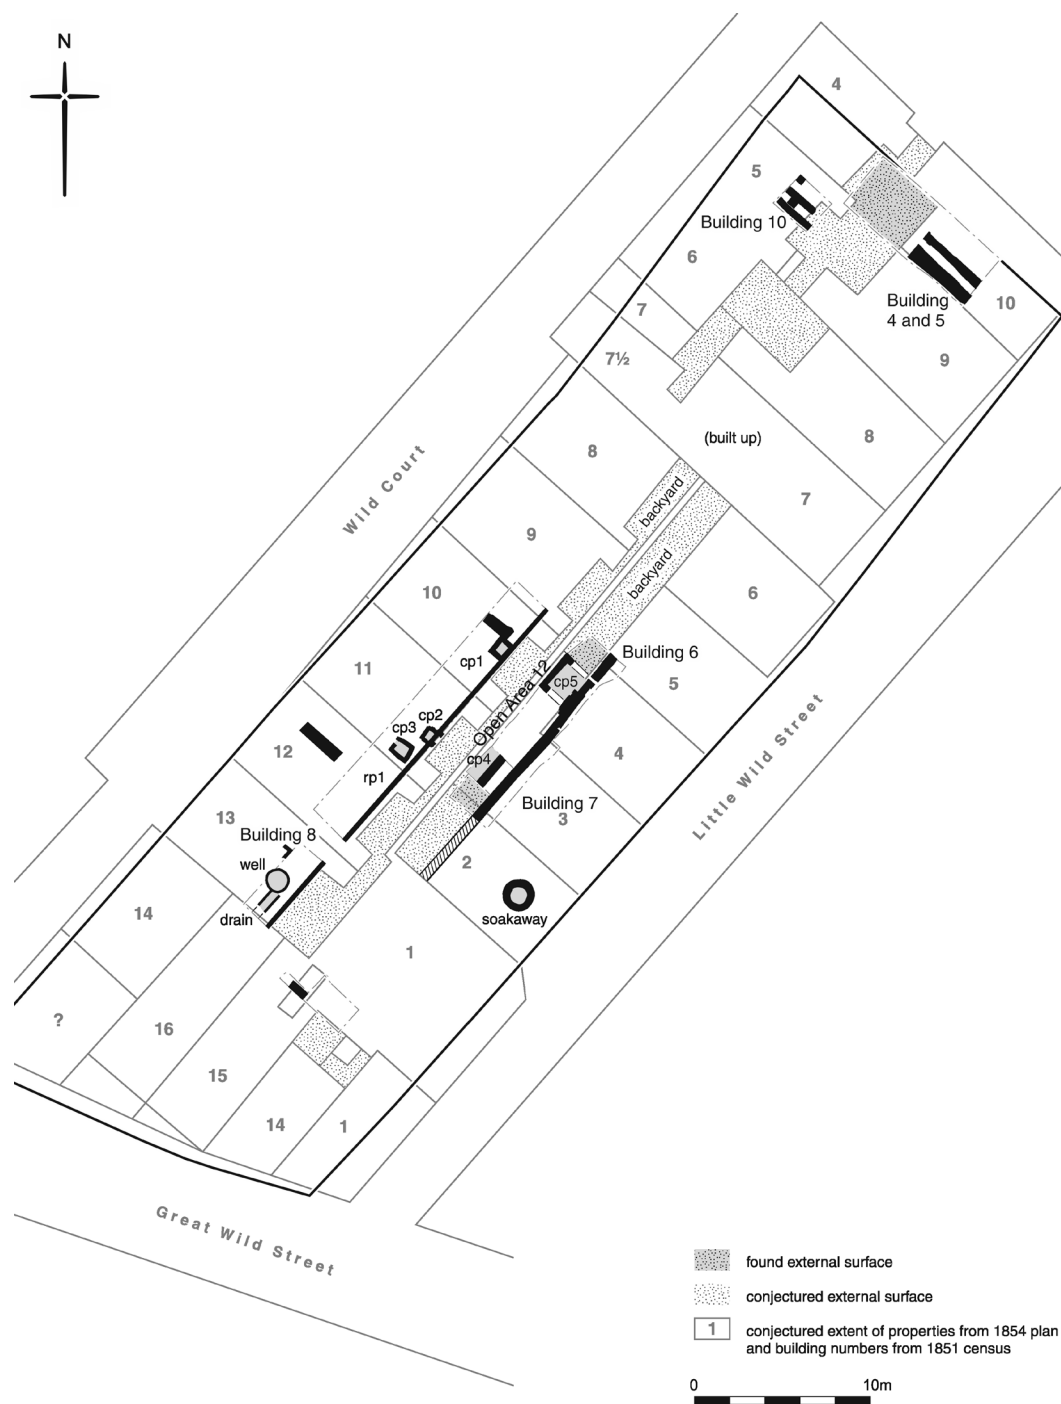 N
4
5
Building 10
6
Building
4 and 5
10
7
7½
9
(built up)
8
8
Wild Court
backyard
7
9
backyard
10
6
cp1
Building 6
11
Open Area 12
cp5
5
cp3
cp2
12
cp4
4
rp1
Little Wild Street
13
Building 7
3
Building 8
well
2
14
drain
soakaway
1
?
16
15
14
1
Great Wild Street
found external surface
conjectured external surface
1
conjectured extent of properties from 1854 plan
and building numbers from 1851 census
0
10m